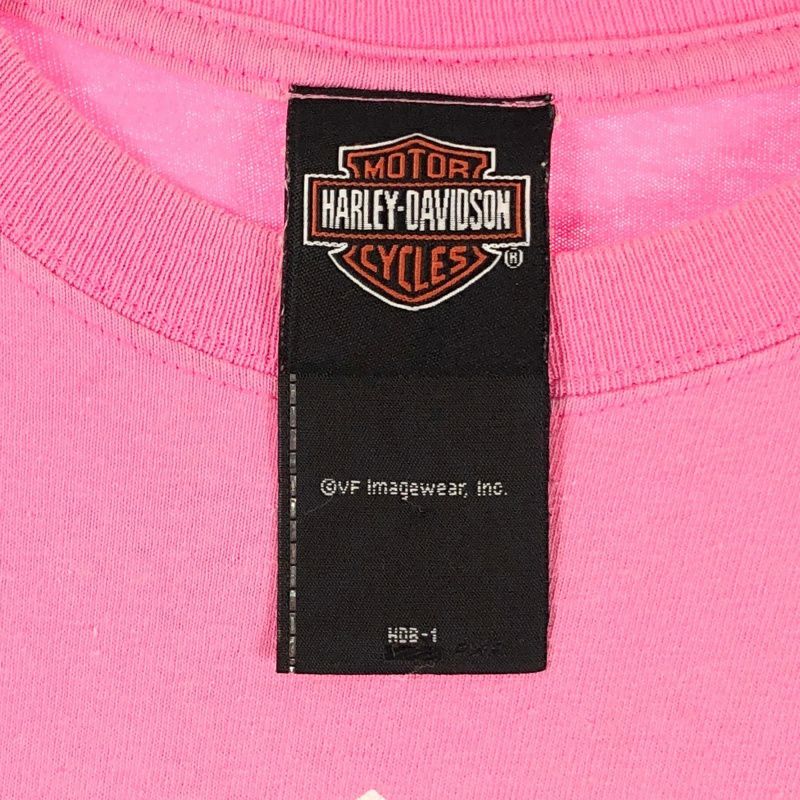 MOTOR
HARLEY-DAVIDSON
CYCLES
®
©VF Imagewear, Inc.
HDB-1